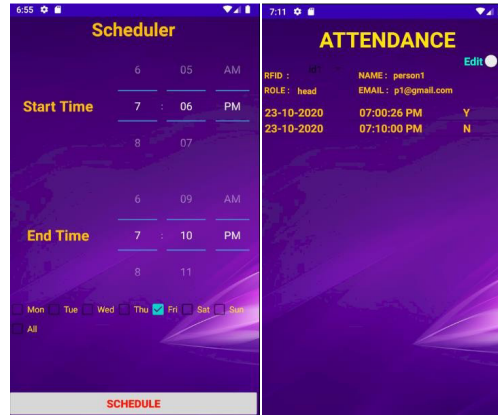 6:55
Scheduler
6 05 AM
Start Time 7 : 06 PM
8 07
6 09 AM
End Time 7 : 10 PM
8 11
Mon Tue Wed Thu Fri Sat Sun
All
SCHEDULE
7:11
ATTENDANCE
Edit
RFID :
NAME : person1
ROLE : head
EMAIL : p1@gmail.com
23-10-2020 07:00:26 PM Y
23-10-2020 07:10:00 PM N